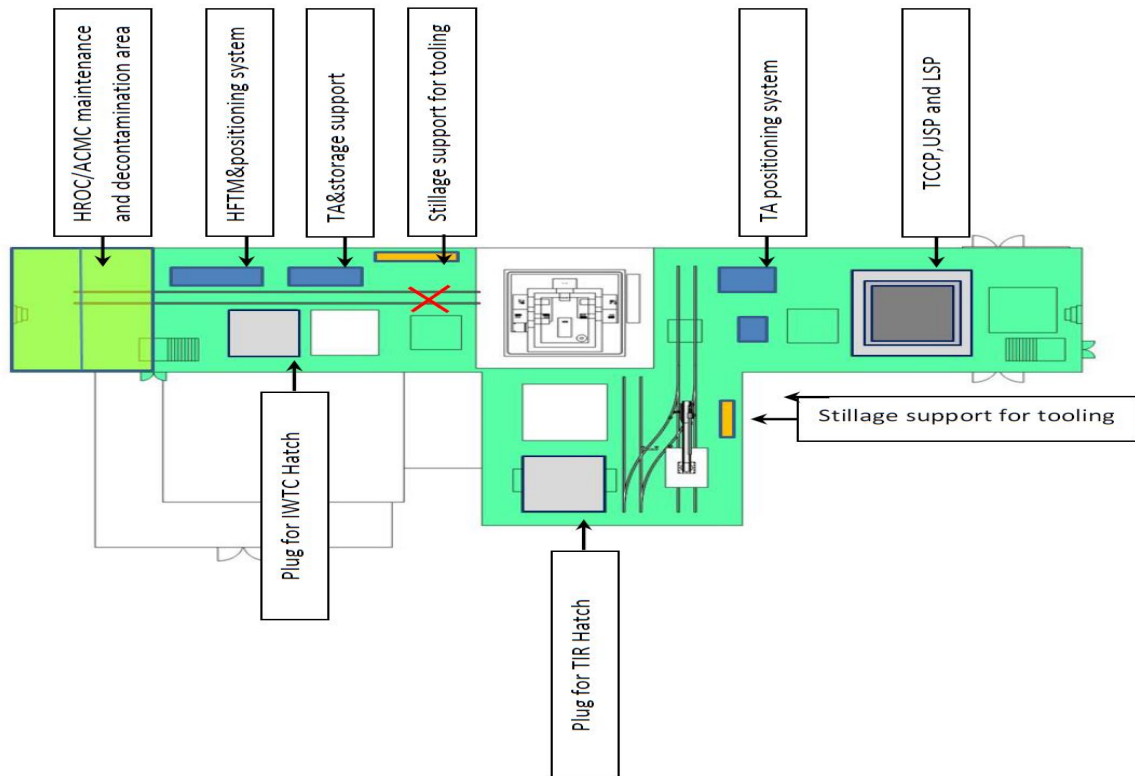 HROC/ACMC maintenance
and decontamination area
HFTM&positioning system
TA&storage support
Stillage support for tooling
TA positioning system
TCCP,USP and LSP
Stillage support for tooling
Plug for IWTC Hatch
Plug for TIR Hatch